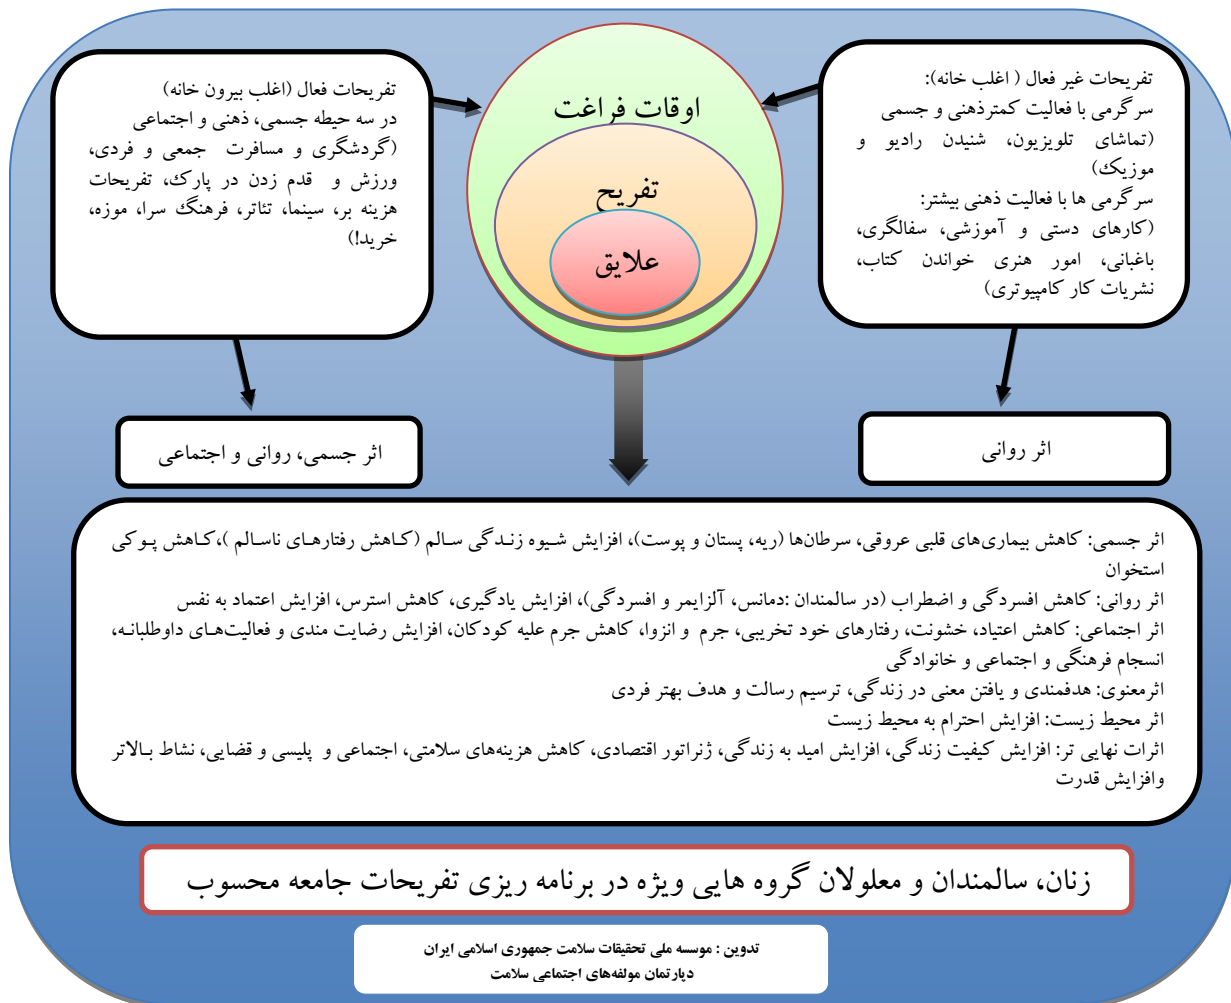 تفریحات غیر فعال ( اغلب خانه):
سرگرمی با فعالیت کمترذهنی و جسمی
(تماشای تلویزیون، شنیدن رادیو و
موزیک)
سرگرمی ها با فعالیت ذهنی بیشتر:
(کارهای دستی و آموزشی، سفالگری،
باغبانی، امور هنری خواندن کتاب،
نشریات کار کامپیوتری)
اوقات فراغت
تفریح
علایق
تفریحات فعال (اغلب بیرون خانه)
در سه حیطه جسمی، ذهنی و اجتماعی
(گردشگری و مسافرت جمعی و فردی،
ورزش و قدم زدن در پارک، تفریحات
هزینه بر، سینما، تئاتر، فرهنگ سرا، موزه،
خرید!)
اثر روانی
اثر جسمی، روانی و اجتماعی
اثر جسمی: کاهش بیماری‌های قلبی عروقی، سرطان‌ها (ریه، پستان و پوست)، افزایش شیوه زندگی سالم (کاهش رفتارهای ناسالم )،کاهش پوکی
استخوان
اثر روانی: کاهش افسردگی و اضطراب (در سالمندان :دمانس، آلزایمر و افسردگی)، افزایش یادگیری، کاهش استرس، افزایش اعتماد به نفس
اثر اجتماعی: کاهش اعتیاد، خشونت، رفتارهای خود تخریبی، جرم و انزوا، کاهش جرم علیه کودکان، افزایش رضایت مندی و فعالیت‌های داوطلبانه،
انسجام فرهنگی و اجتماعی و خانوادگی
اثرمعنوی: هدفمندی و یافتن معنی در زندگی، ترسیم رسالت و هدف بهتر فردی
اثر محیط زیست: افزایش احترام به محیط زیست
اثرات نهایی تر: افزایش کیفیت زندگی، افزایش امید به زندگی، ژنراتور اقتصادی، کاهش هزینه‌های سلامتی، اجتماعی و پلیسی و قضایی، نشاط بالاتر
وافزایش قدرت
زنان، سالمندان و معلولان گروه هایی ویژه در برنامه ریزی تفریحات جامعه محسوب
تدوین : موسسه ملی تحقیقات سلامت جمهوری اسلامی ایران
دپارتمان مولفه‌های اجتماعی سلامت